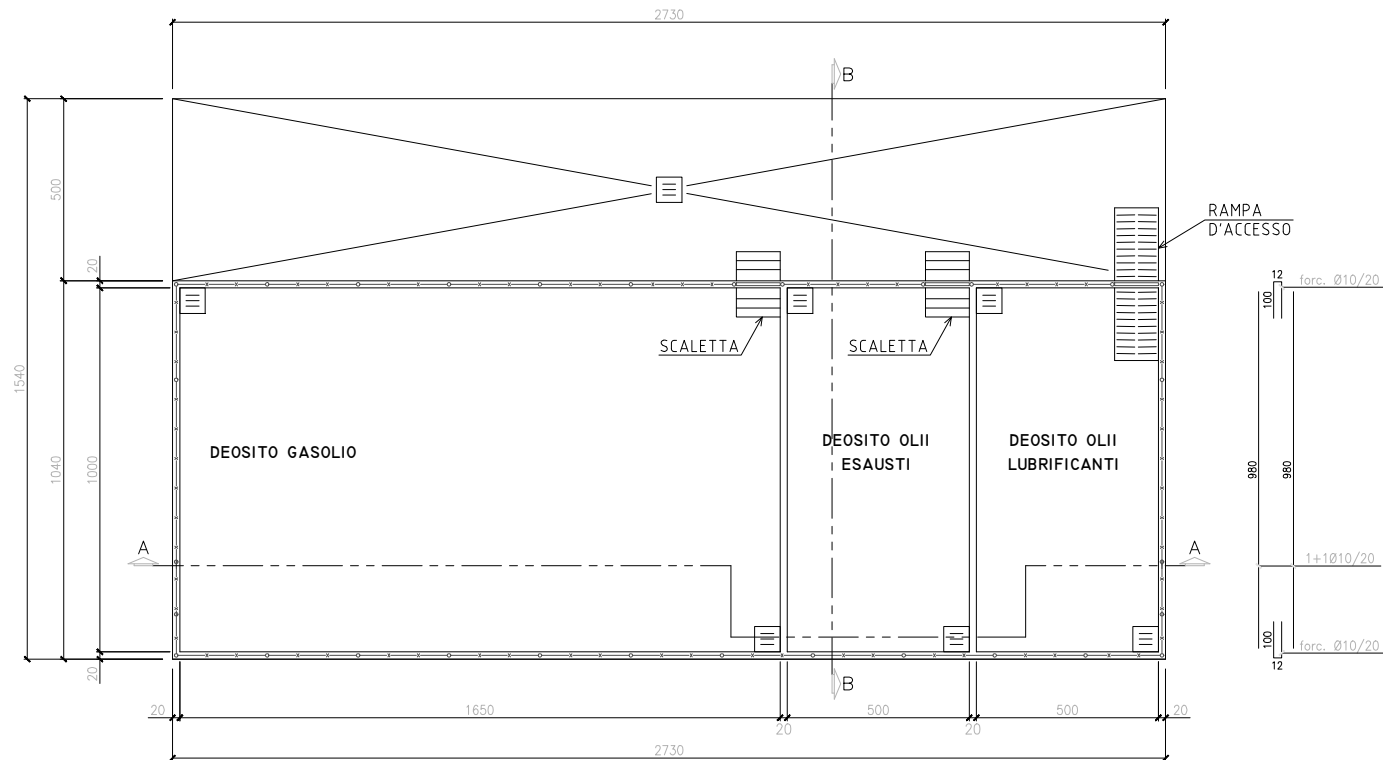 2730
B
500
RAMPA
D'ACCESSO
20
12
forc. Ø10/20
100
SCALETTA
SCALETTA
1540
1040
1000
DEOSITO GASOLIO
DEOSITO OLII
ESAUSTI
DEOSITO OLII
LUBRIFICANTI
980
980
A
A
1+1Ø10/20
100
forc. Ø10/20
12
20
B
20
1650
20
500
20
500
20
2730